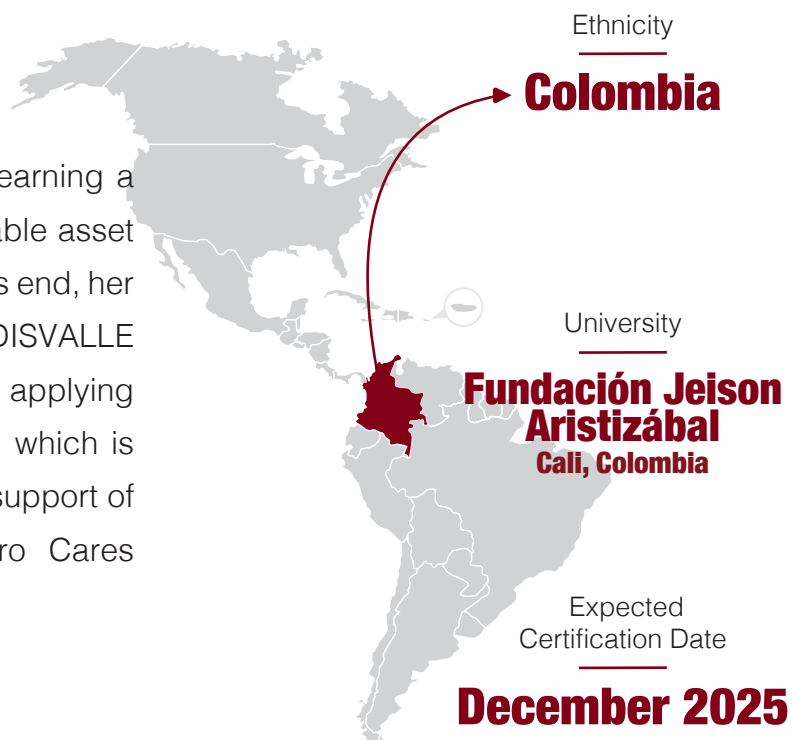 earning a
able asset
s end, her
DISVALLE
applying
which is
support of
ro Cares
Ethnicity
Colombia
University
Fundación Jeison
Aristizábal
Cali, Colombia
Expected
Certification Date
December 2025